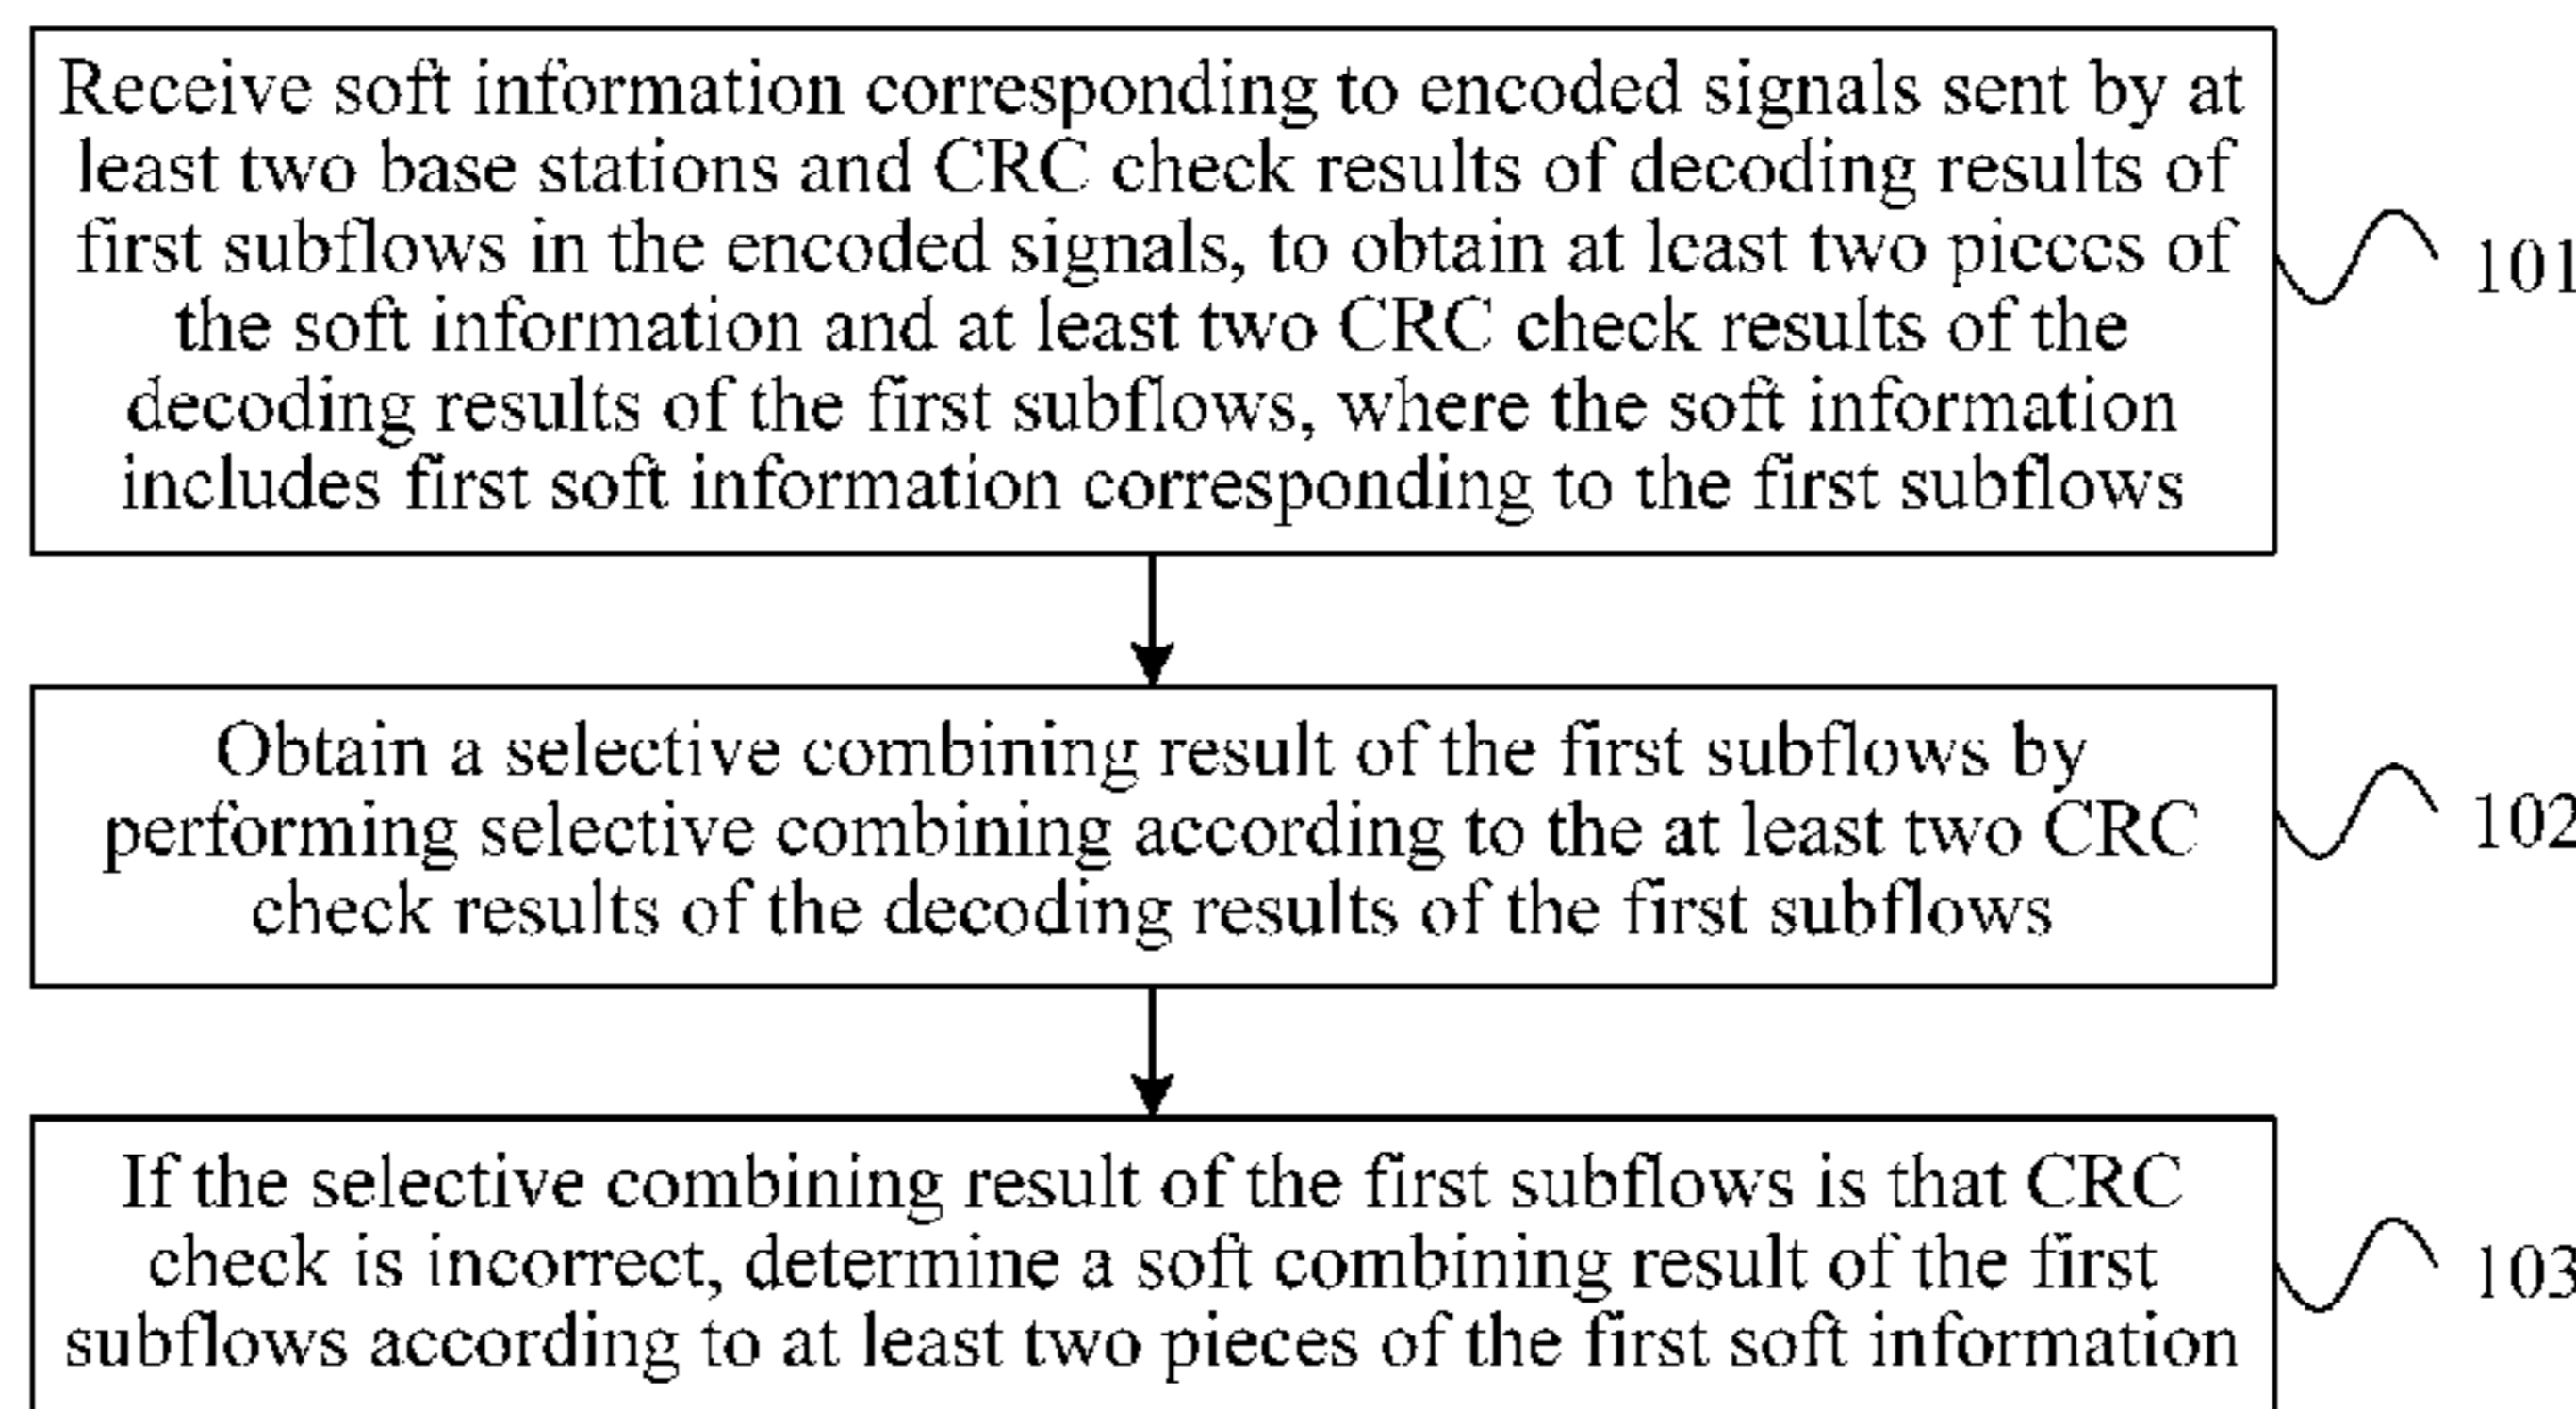 Receive soft information corresponding to encoded signals sent by at
least two base stations and CRC check results of decoding results of
first subflows in the encoded signals, to obtain at least two pieces of
the soft information and at least two CRC check results of the
decoding results of the first subflows, where the soft information
includes first soft information corresponding to the first subflows
101
Obtain a selective combining result of the first subflows by
performing selective combining according to the at least two CRC
check results of the decoding results of the first subflows
102
If the selective combining result of the first subflows is that CRC
check is incorrect, determine a soft combining result of the first
subflows according to at least two pieces of the first soft information
103